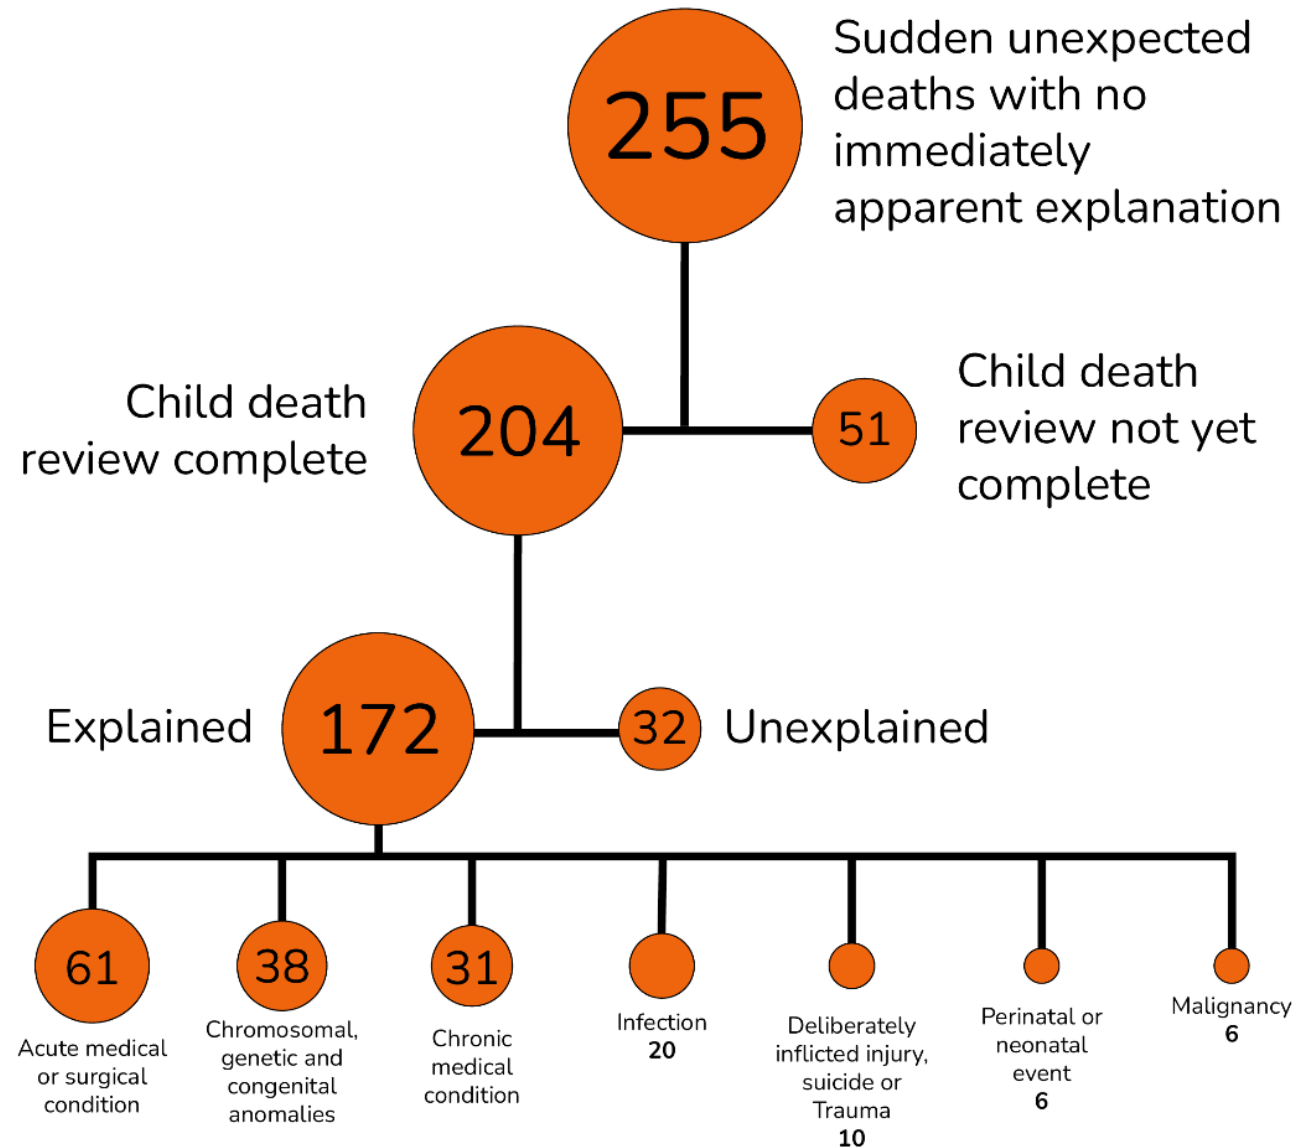 255
Sudden unexpected
deaths with no
immediately
apparent explanation
Child death
review complete
204
51
Child death
review not yet
complete
Explained
172
32
Unexplained
61
Acute medical
or surgical
condition
38
Chromosomal,
genetic and
congenital
anomalies
31
Chronic
medical
condition
Infection
20
Deliberately
inflicted injury,
suicide or
Trauma
10
Perinatal or
neonatal
event
6
Malignancy
6